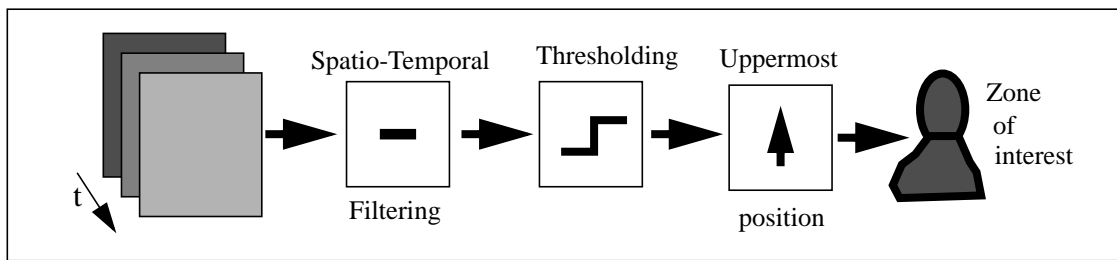 t
Spatio-Temporal
Filtering
Thresholding
Uppermost
position
Zone
of
interest